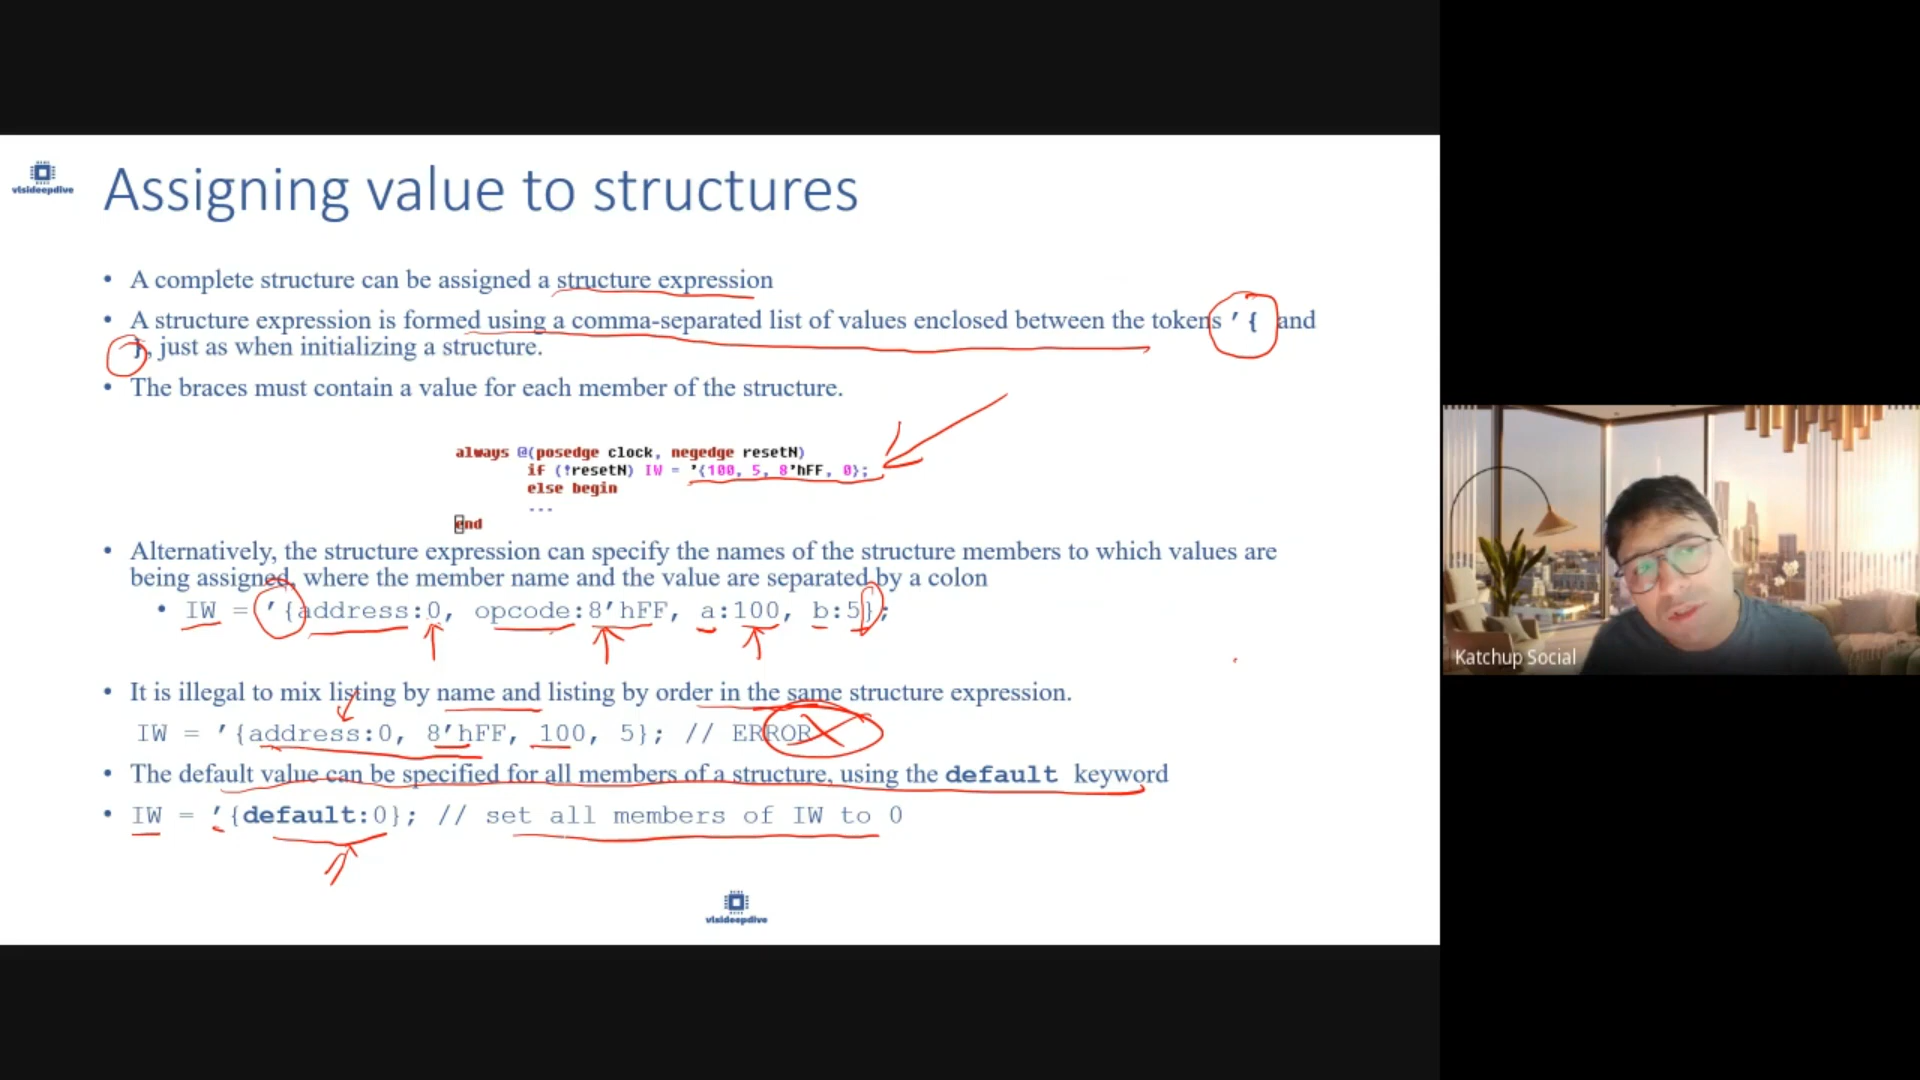 vlsideepdive
Assigning value to structures
• A complete structure can be assigned a structure expression
• A structure expression is formed using a comma-separated list of values enclosed between the tokens ’{ and
}, just as when initializing a structure.
• The braces must contain a value for each member of the structure.
always @(posedge clock, negedge resetN)
if (!resetN) IW = '{100, 5, 8'hFF, 0};
else begin
...
end
• Alternatively, the structure expression can specify the names of the structure members to which values are
being assigned, where the member name and the value are separated by a colon
• IW = ’{address:0, opcode:8’hFF, a:100, b:5};
• It is illegal to mix listing by name and listing by order in the same structure expression.
IW = ’{address:0, 8’hFF, 100, 5}; // ERROR
• The default value can be specified for all members of a structure, using the default keyword
• IW = ’{default:0}; // set all members of IW to 0
vlsideepdive
Katchup Social